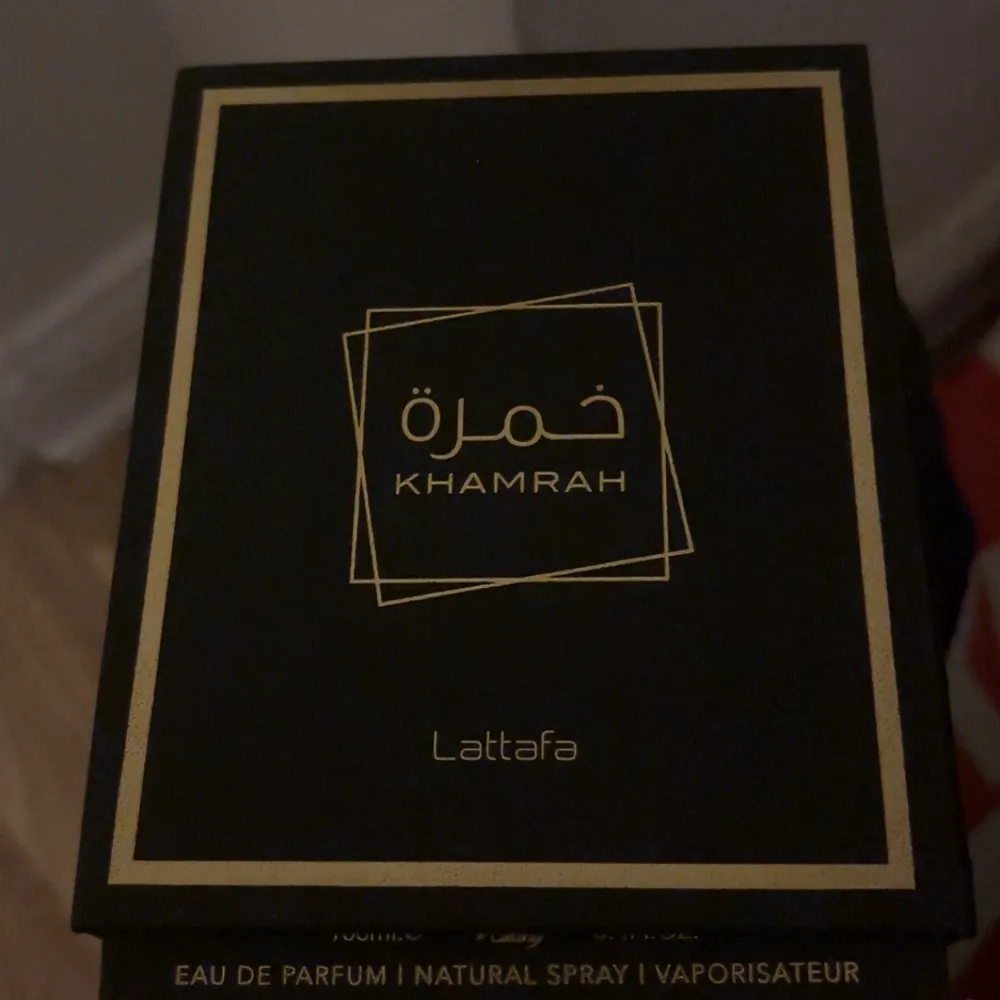 خمرة
KHAMRAH
Lattafa
EAU DE PARFUM | NATURAL SPRAY | VAPORISATEUR